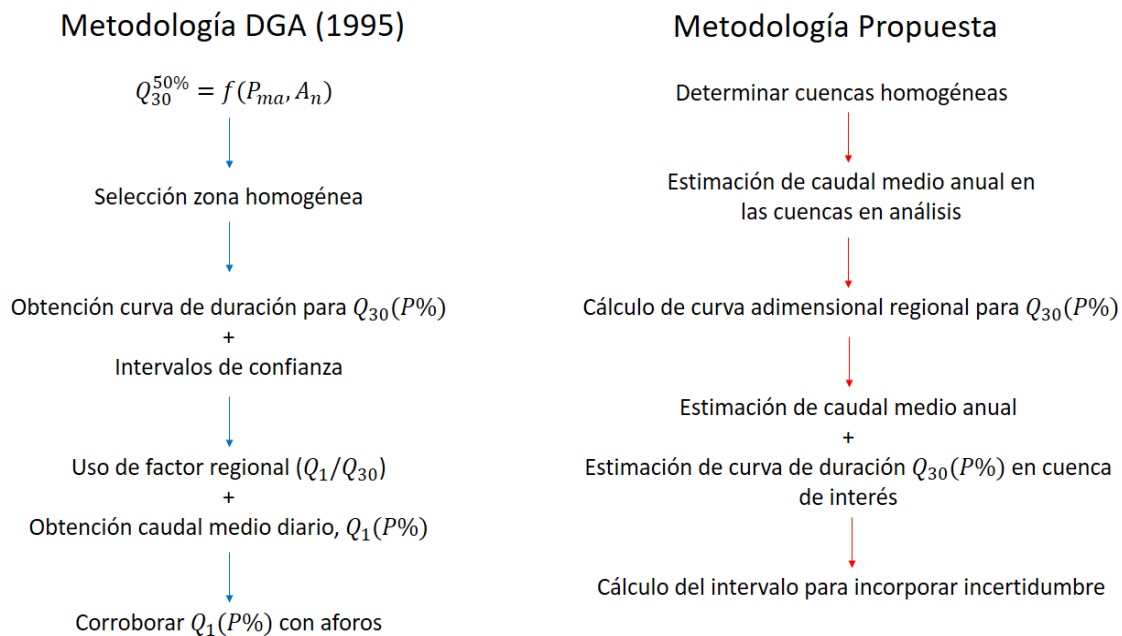 Metodología DGA (1995)
$Q_{30}^{50\%} = f(P_{ma}, A_n)$
Selección zona homogénea
Obtención curva de duración para $Q_{30}(P\%)$
+
Intervalos de confianza
Uso de factor regional ($Q_1/Q_{30}$)
+
Obtención caudal medio diario, $Q_1(P\%)$
Corroborar $Q_1(P\%)$ con aforos
Metodología Propuesta
Determinar cuencas homogéneas
Estimación de caudal medio anual en
las cuencas en análisis
Cálculo de curva adimensional regional para $Q_{30}(P\%)$
Estimación de caudal medio anual
+
Estimación de curva de duración $Q_{30}(P\%)$ en cuenca
de interés
Cálculo del intervalo para incorporar incertidumbre